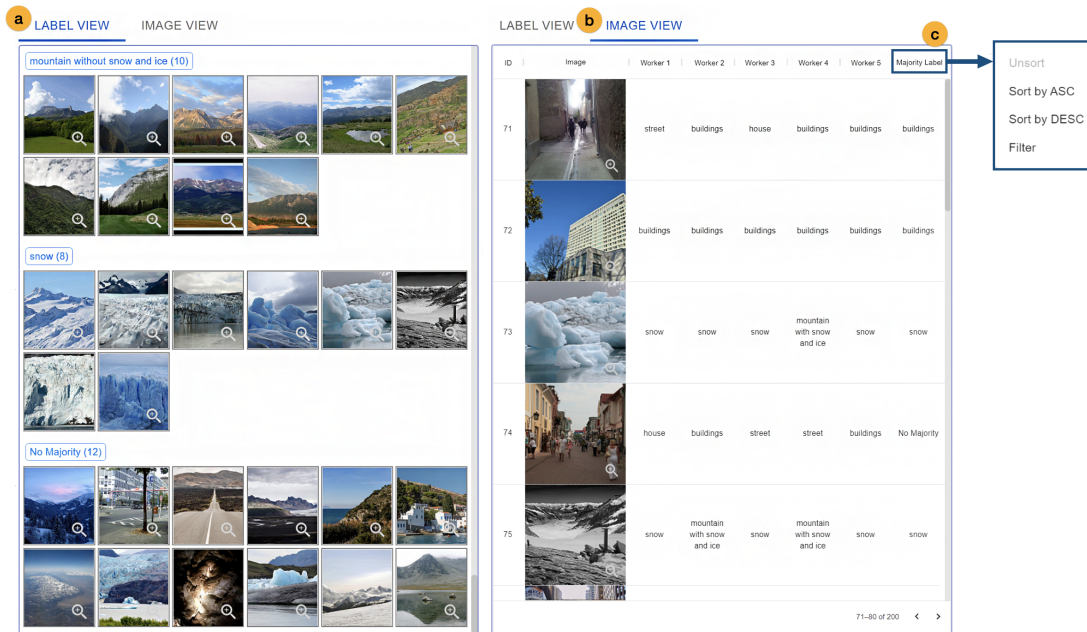 a
LABEL VIEW
IMAGE VIEW
mountain without snow and ice (10)
snow (8)
No Majority (12)
LABEL VIEW
b
IMAGE VIEW
c
ID
Image
Worker 1
Worker 2
Worker 3
Worker 4
Worker 5
Majority Label
Unsort
Sort by ASC
Sort by DESC
Filter
71
street
buildings
house
buildings
buildings
buildings
72
buildings
buildings
buildings
buildings
buildings
buildings
73
snow
snow
snow
mountain
with snow
and ice
snow
snow
74
house
buildings
street
street
buildings
No Majority
75
snow
mountain
with snow
and ice
snow
mountain
with snow
and ice
snow
snow
71–80 of 200